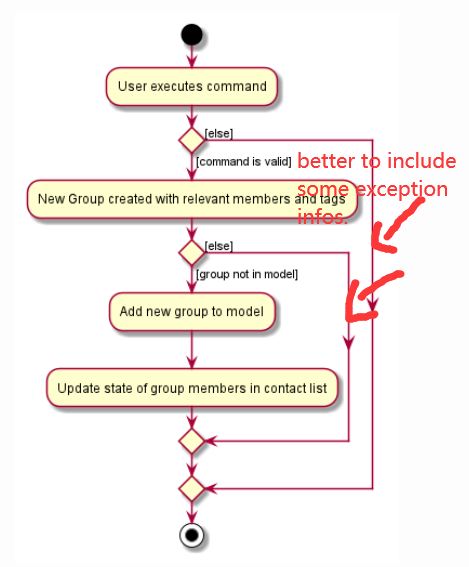 User executes command
[else]
[command is valid]
better to include
some exception
infos.
New Group created with relevant members and tags
[else]
[group not in model]
Add new group to model
Update state of group members in contact list